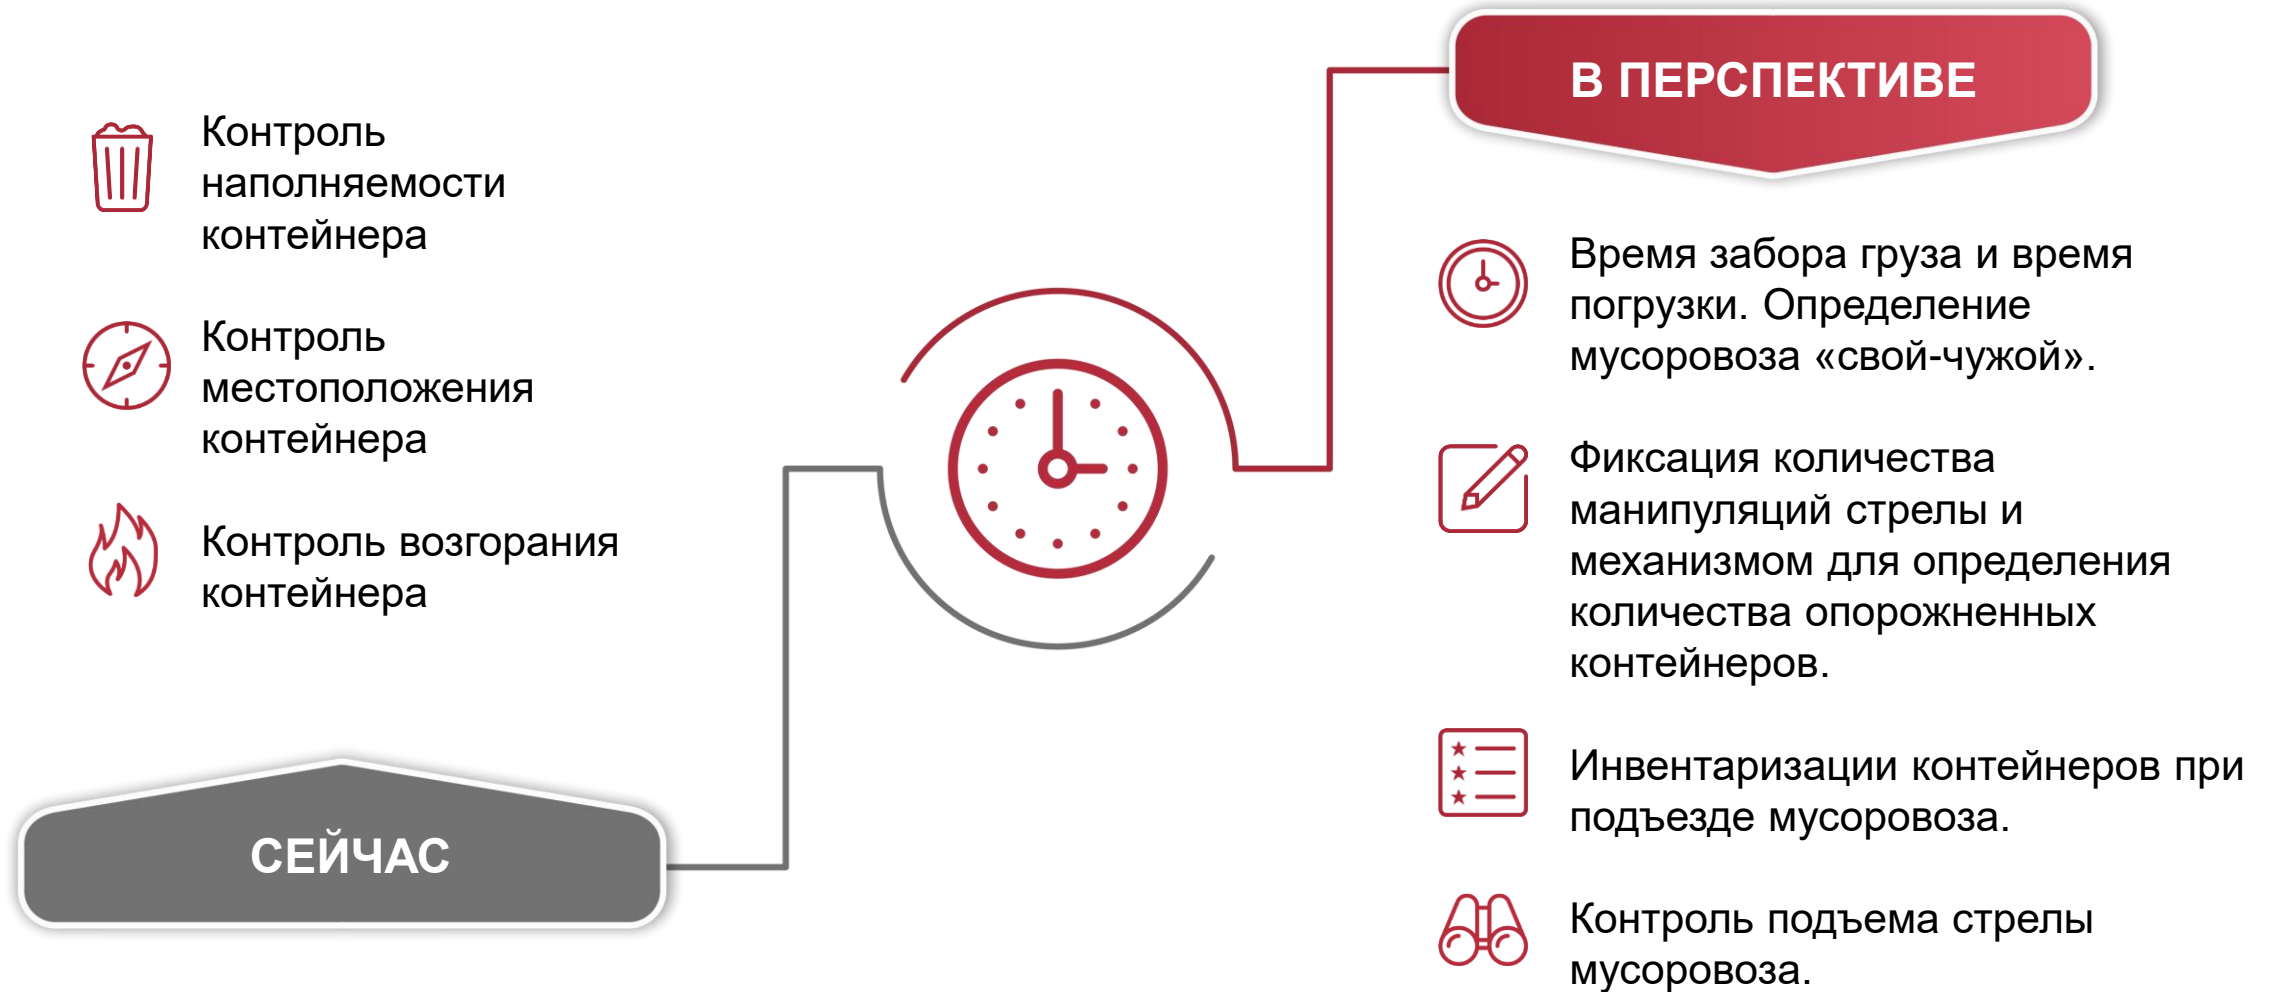 Контроль
наполняемости
контейнера
Контроль
местоположения
контейнера
Контроль возгорания
контейнера
СЕЙЧАС
В ПЕРСПЕКТИВЕ
Время забора груза и время
погрузки. Определение
мусоровоза «свой-чужой».
Фиксация количества
манипуляций стрелы и
механизмом для определения
количества опорожненных
контейнеров.
Инвентаризации контейнеров при
подъезде мусоровоза.
Контроль подъема стрелы
мусоровоза.